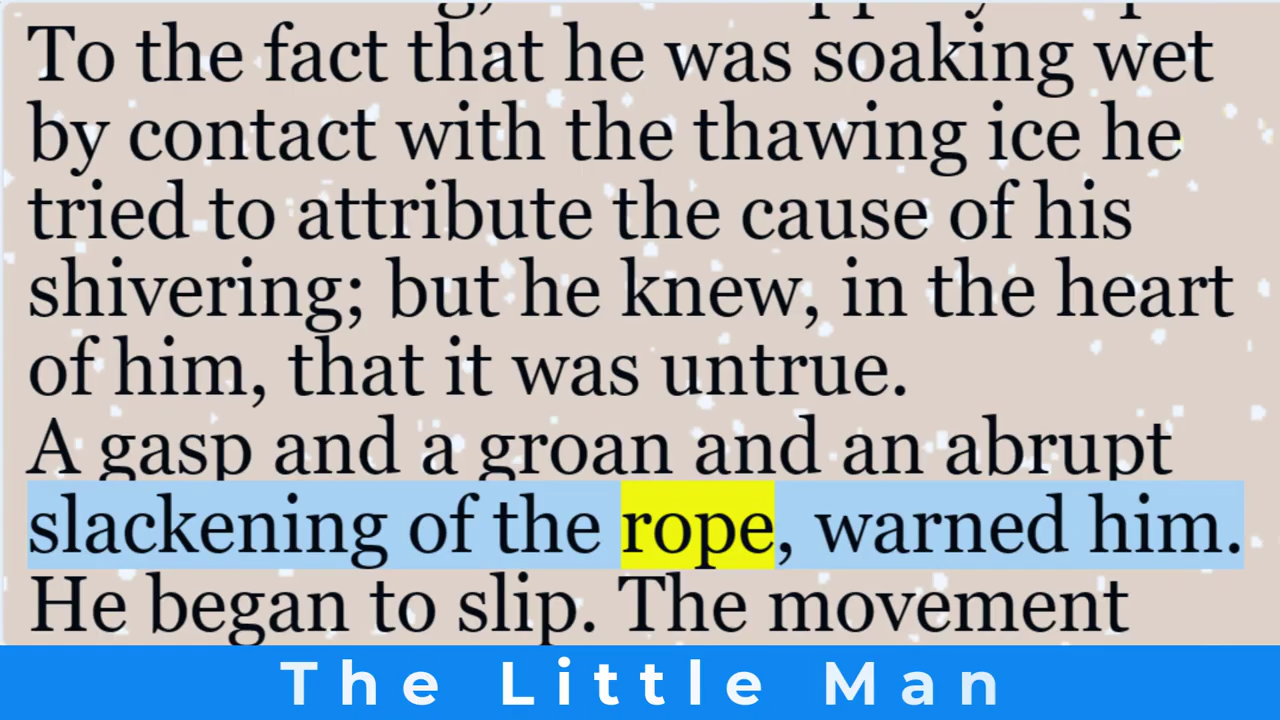 To the fact that he was soaking wet
by contact with the thawing ice he
tried to attribute the cause of his
shivering; but he knew, in the heart
of him, that it was untrue.
A gasp and a groan and an abrupt
slackening of the rope, warned him.
He began to slip. The movement
The Little Man